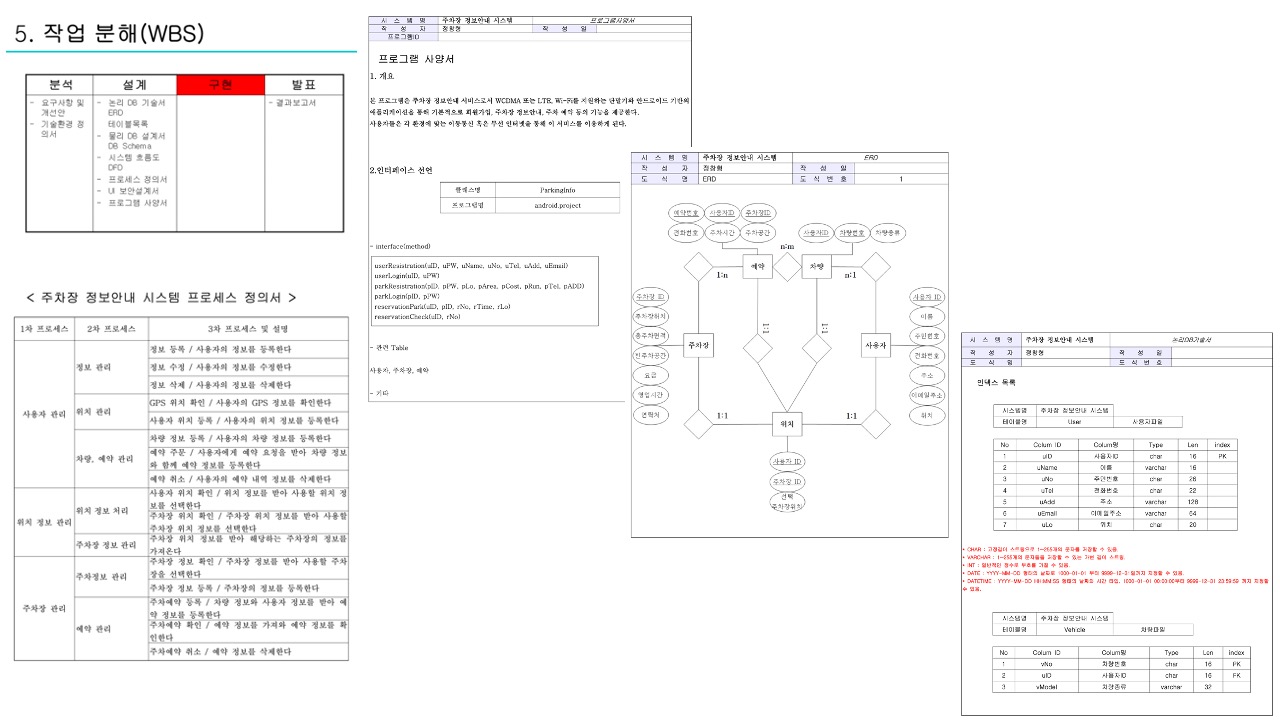 5. 작업 분해(WBS)
분석 설계 구현 발표
- 요구사항 및 개선안
- 기술환경 정의서
- 논리 DB 기술서
ERD
테이블목록
- 물리 DB 설계서
DB Schema
- 시스템 흐름도
DFD
- 프로세스 정의서
- UI 보안설계서
- 프로그램 사양서
- 결과보고서
< 주차장 정보안내 시스템 프로세스 정의서 >
1차 프로세스 2차 프로세스 3차 프로세스 및 설명
사용자 관리
정보 관리
정보 등록 / 사용자의 정보를 등록한다
정보 수정 / 사용자의 정보를 수정한다
정보 삭제 / 사용자의 정보를 삭제한다
위치 관리
GPS 위치 확인 / 사용자의 GPS 정보를 확인한다
사용자 위치 등록 / 사용자의 위치 정보를 등록한다
차량, 예약 관리
차량 정보 등록 / 사용자의 차량 정보를 등록한다
예약 주문 / 사용자에게 예약 요청을 받아 차량 정보
와 함께 예약 정보를 등록한다
예약 취소 / 사용자의 예약 내역 정보를 삭제한다
위치 정보 관리
위치 정보 처리
사용자 위치 확인 / 위치 정보를 받아 사용할 위치 정
보를 선택한다
주차장 위치 확인 / 주차장 위치 정보를 받아 사용할
주차장 위치 정보를 선택한다
주차장 정보 관리
주차장 위치 정보를 받아 해당하는 주차장의 정보를
가져온다
주차장 관리
주차장정보 관리
주차장 정보 확인 / 주차장 정보를 받아 사용할 주차
장을 선택한다
주차장 정보 등록 / 주차장의 정보를 등록한다
예약 관리
주차예약 등록 / 차량 정보와 사용자 정보를 받아 예
약 정보를 등록한다
주차예약 확인 / 예약 정보를 가져와 예약 정보를 확
인한다
주차예약 취소 / 예약 정보를 삭제한다
시 스 템 명 주차장 정보안내 시스템 프로그램사양서
작 성 자 정창형 작 성 일
프로그램ID
프로그램 사양서
1. 개요
본 프로그램은 주차장 정보안내 서비스로서 WCDMA 또는 LTE, Wi-Fi를 지원하는 단말기와 안드로이드 기반의
애플리케이션을 통해 기본적으로 회원가입, 주차장 정보안내, 주차 예약 등의 기능을 제공한다.
사용자들은 각 환경에 맞는 이동통신 혹은 무선 인터넷을 통해 이 서비스를 이용하게 된다.
2.인터페이스 선언
클래스명 ParkingInfo
프로그램명 android.project
- interface(method)
userResistration(uID, uPW, uName, uNo, uTel, uAdd, uEmail)
userLogin(uID, uPW)
parkResistration(pID, pPW, pLo, pArea, pCost, pRun, pTel, pADD)
parkLogin(pID, pPW)
reservationPark(uID, pID, rNo, rTime, rLo)
reservationCheck(uID, rNo)
- 관련 Table
사용자, 주차장, 예약
- 기타
시 스 템 명 주차장 정보안내 시스템 ERD
작 성 자 정창형 작 성 일
도 식 명 ERD 도 식 번 호 1
예약번호 사용자ID 주차장ID
전화번호 주차시간 주차공간
사용자ID 차량번호 차량종류
n:m
예약 차량
1:n n:1
주차장 ID
주차장위치
총주차면적
빈주차공간
요금
영업시간
연락처
주차장
1:1 1:1
사용자
사용자 ID
이름
주민번호
전화번호
주소
이메일주소
위치
1:1 1:1
위치
사용자 ID
주차장 ID
선택
주차장위치
시 스 템 명 주차장 정보안내 시스템 논리DB기술서
작 성 자 정창형 작 성 일
도 식 명 도 식 번 호
인덱스 목록
시스템명 주차장 정보안내 시스템
테이블명 User 사용자파일
No Colum ID Colum명 Type Len index
1 uID 사용자ID char 16 PK
2 uName 이름 varchar 16
3 uNo 주민번호 char 26
4 uTel 전화번호 char 22
5 uAdd 주소 varchar 128
6 uEmail 이메일주소 varchar 64
7 uLo 위치 char 20
* CHAR : 고정길이 스트링으로 1~255개의 문자를 저장할 수 있음.
* VARCHAR : 1~255개의 문자들을 저장할 수 있는 가변 길이 스트링.
* INT : 일반적인 정수로 부호를 가질 수 있음.
* DATE : YYYY-MM-DD 형태의 날짜로 1000-01-01 부터 9999-12-31일까지 지정할 수 있음.
* DATETIME : YYYY-MM-DD HH:MM:SS 형태의 날짜와 시간 타입. 1000-01-01 00:00:00부터 9999-12-31 23:59:59 까지 지정할
수 있음.
시스템명 주차장 정보안내 시스템
테이블명 Vehicle 차량파일
No Colum ID Colum명 Type Len index
1 vNo 차량번호 char 16 PK
2 uID 사용자ID char 16 FK
3 vModel 차량종류 varchar 32